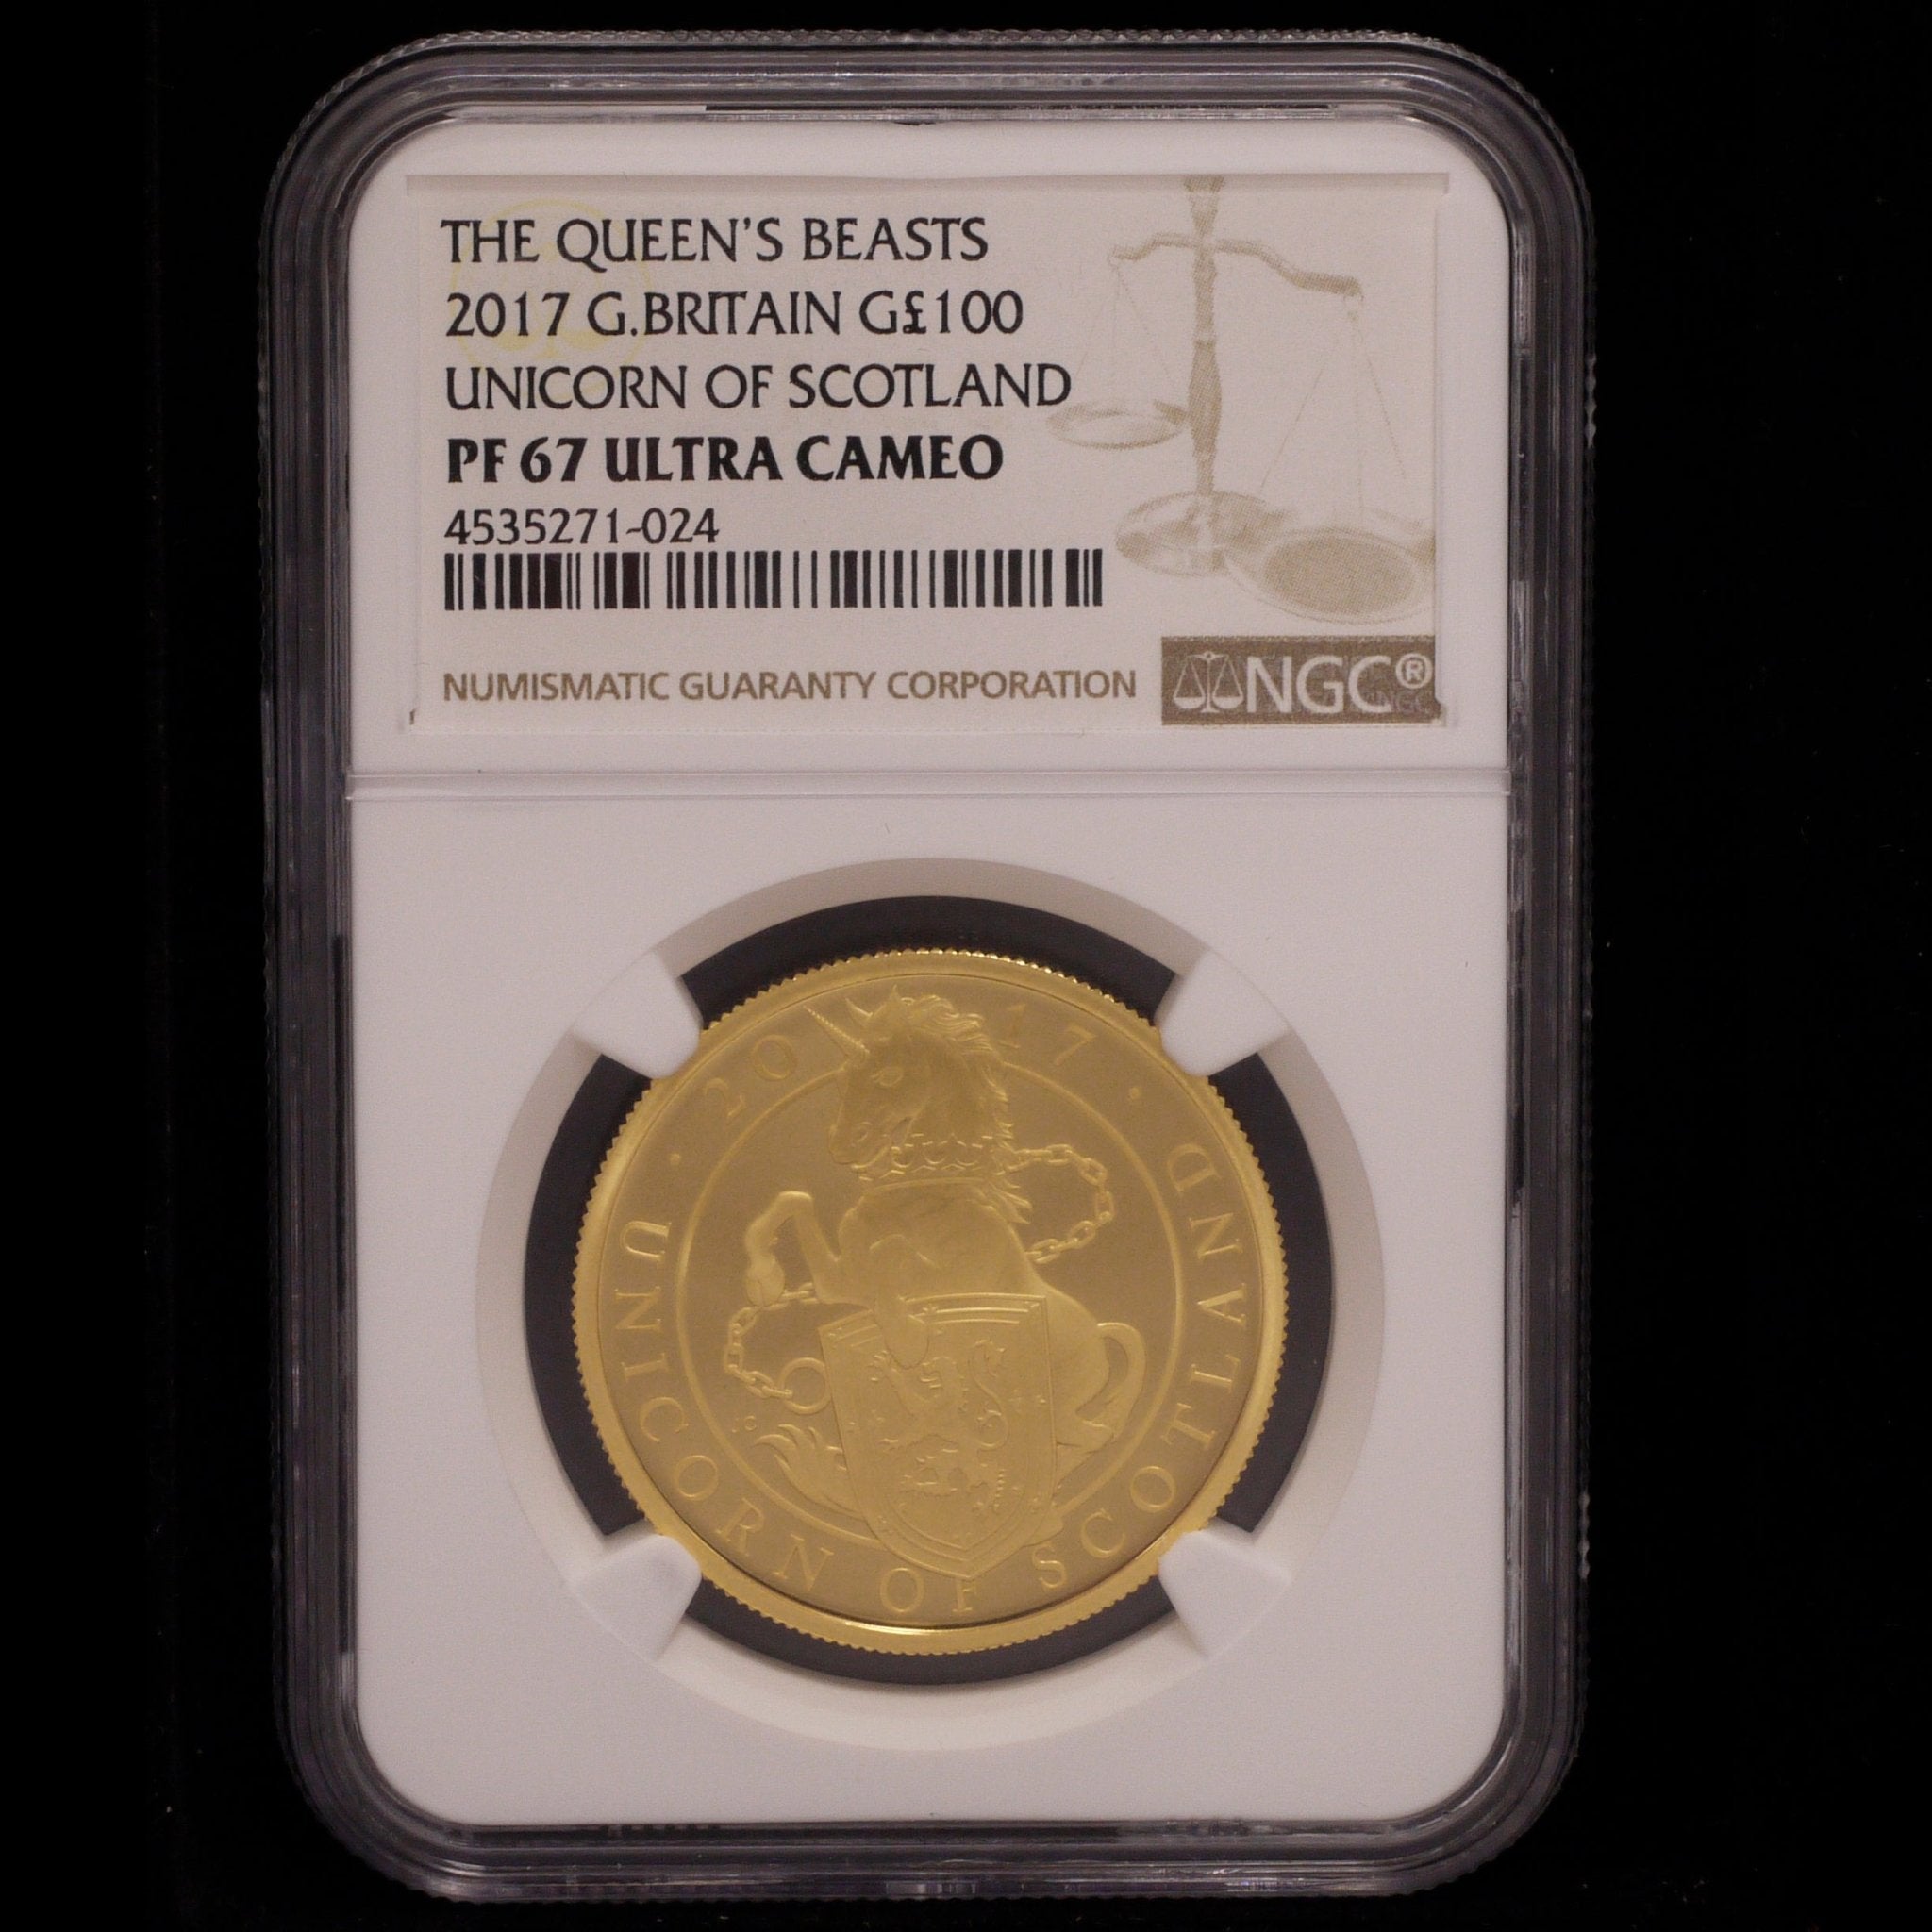 THE QUEEN'S BEASTS
2017 G.BRITAIN G£100
UNICORN OF SCOTLAND
PF 67 ULTRA CAMEO
4535271-024
NUMISMATIC GUARANTY CORPORATION
NGC®
· 2017 ·
UNICORN OF SCOTLAND